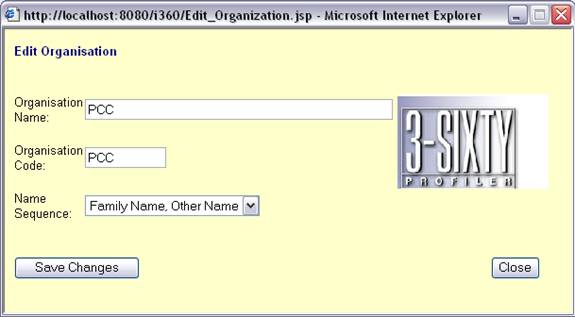 http://localhost:8080/i360/Edit_Organization.jsp - Microsoft Internet Explorer
Edit Organisation
Organisation
Name:
PCC
3-SIXTY
PROFILER
Organisation
Code:
PCC
Name
Sequence:
Family Name, Other Name
Save Changes
Close